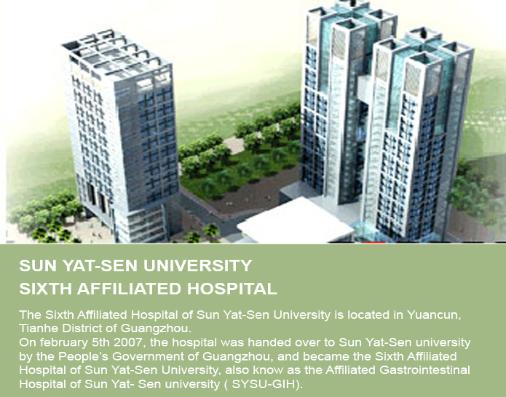 SUN YAT-SEN UNIVERSITY
SIXTH AFFILIATED HOSPITAL
The Sixth Affiliated Hospital of Sun Yat-Sen University is located in Yuancun,
Tianhe District of Guangzhou.
On february 5th 2007, the hospital was handed over to Sun Yat-Sen university
by the People's Government of Guangzhou, and became the Sixth Affiliated
Hospital of Sun Yat-Sen University, also know as the Affiliated Gastrointestinal
Hospital of Sun Yat- Sen university ( SYSU-GIH).